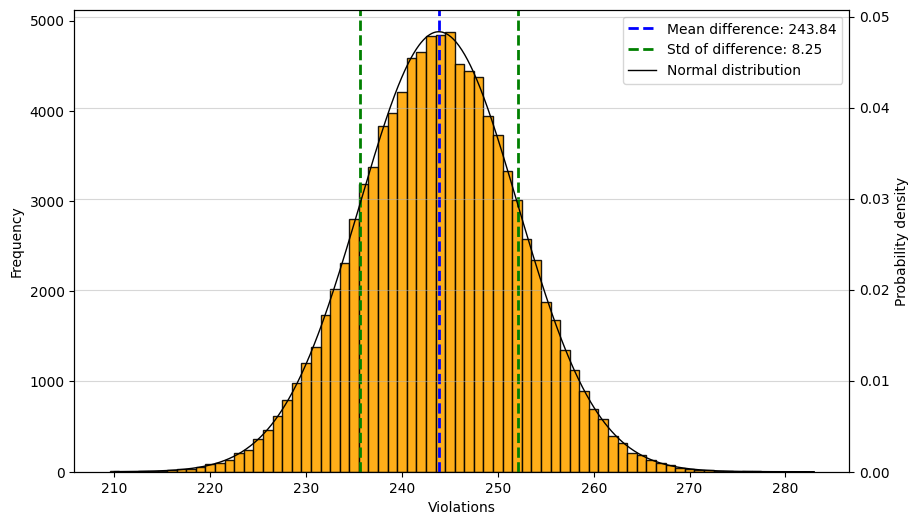 Mean difference: 243.84
Std of difference: 8.25
Normal distribution
Frequency
5000
4000
3000
2000
1000
0
0.05
0.04
0.03
0.02
0.01
0.00
Probability density
210 220 230 240 250 260 270 280
Violations